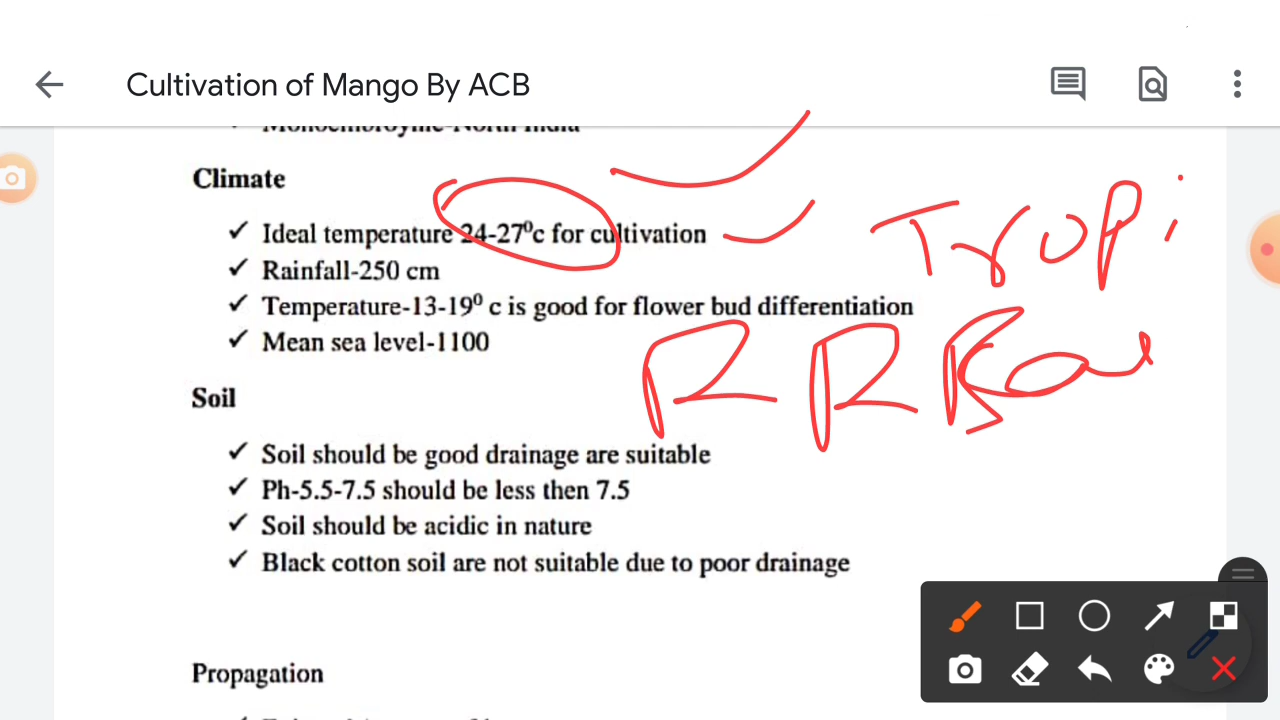 Cultivation of Mango By ACB
Climate
✓ Ideal temperature 24-27⁰c for cultivation
✓ Rainfall-250 cm
✓ Temperature-13-19⁰ c is good for flower bud differentiation
✓ Mean sea level-1100
Tropi
R R R
Soil
✓ Soil should be good drainage are suitable
✓ Ph-5.5-7.5 should be less then 7.5
✓ Soil should be acidic in nature
✓ Black cotton soil are not suitable due to poor drainage
Propagation